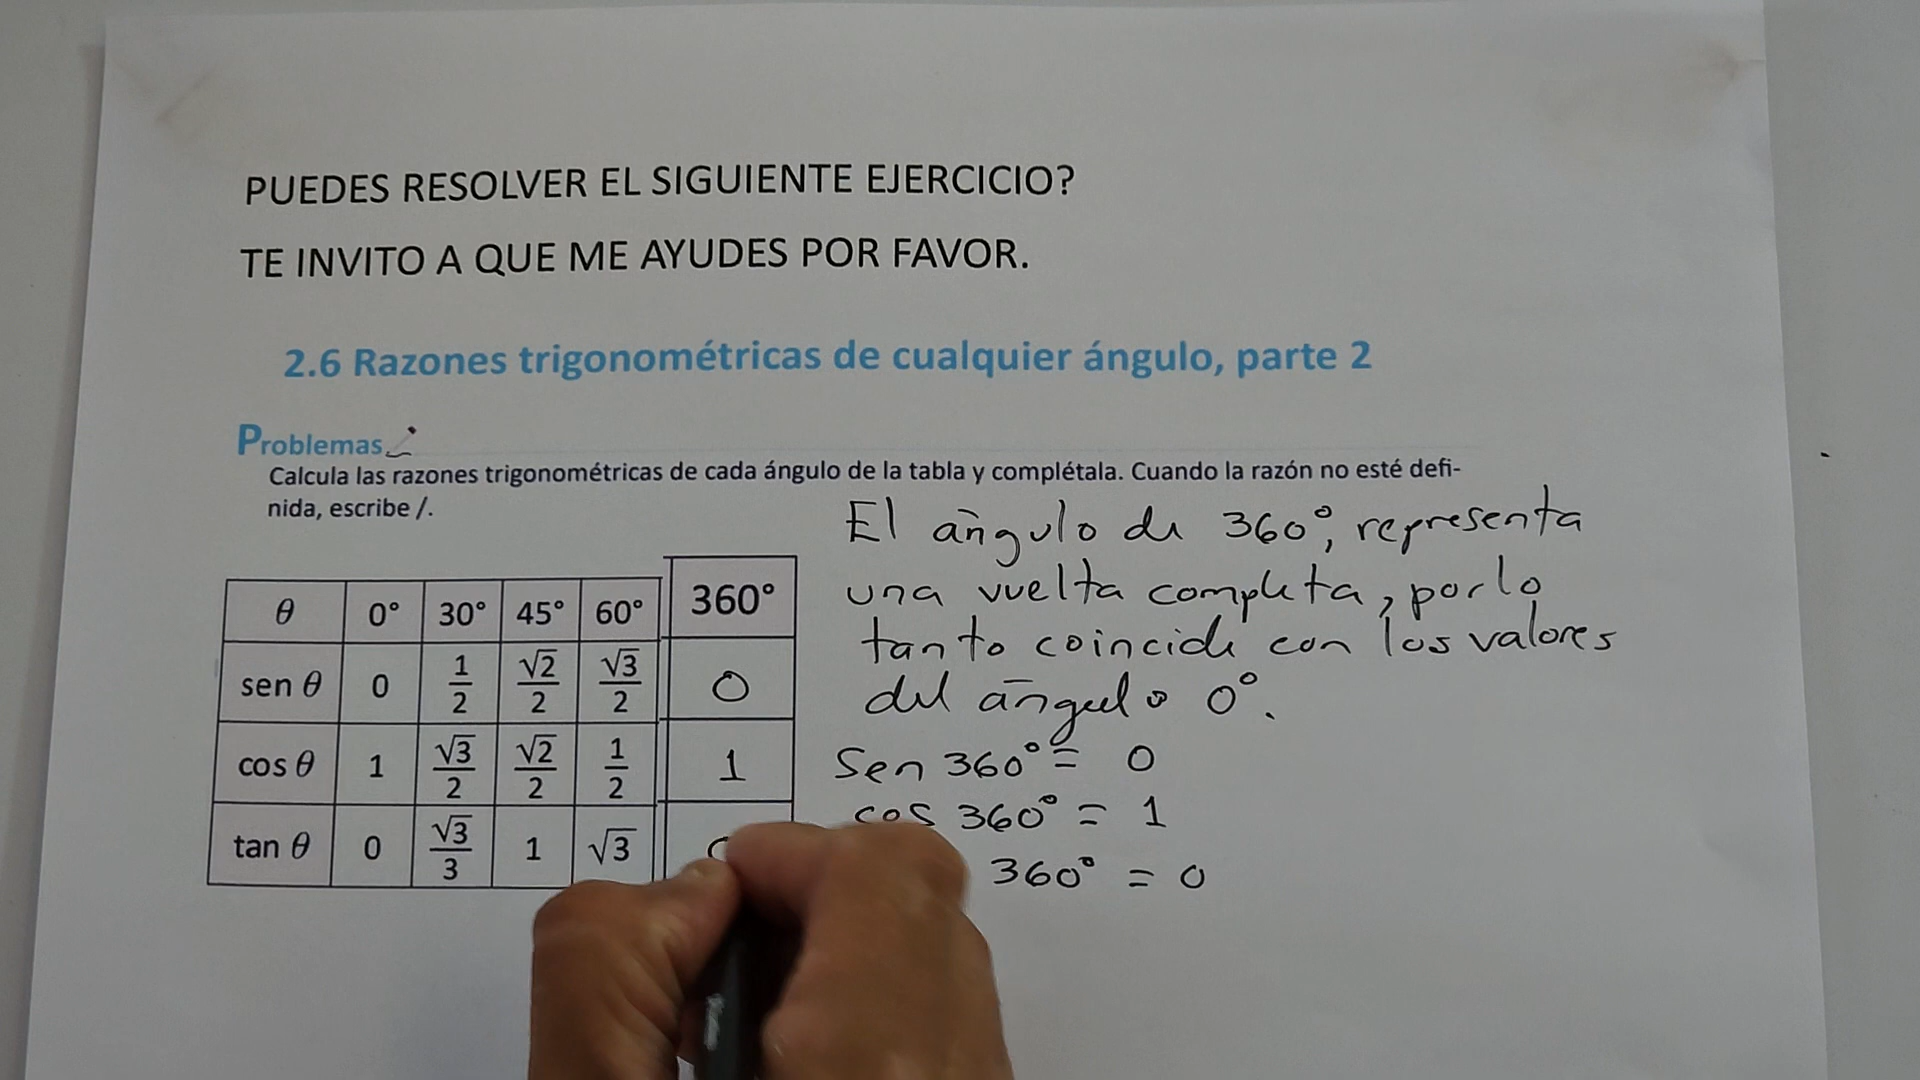 PUEDES RESOLVER EL SIGUIENTE EJERCICIO?
TE INVITO A QUE ME AYUDES POR FAVOR.
2.6 Razones trigonométricas de cualquier ángulo, parte 2
Problemas
Calcula las razones trigonométricas de cada ángulo de la tabla y complétala. Cuando la razón no esté defi-
nida, escribe /.
θ 0° 30° 45° 60° 360°
sen θ 0 1/2 √2/2 √3/2 0
cos θ 1 √3/2 √2/2 1/2 1
tan θ 0 √3/3 1 √3
El ángulo de 360°, representa
una vuelta completa, por lo
tanto coincide con los valores
del ángulo 0°.
Sen 360° = 0
cos 360° = 1
360° = 0